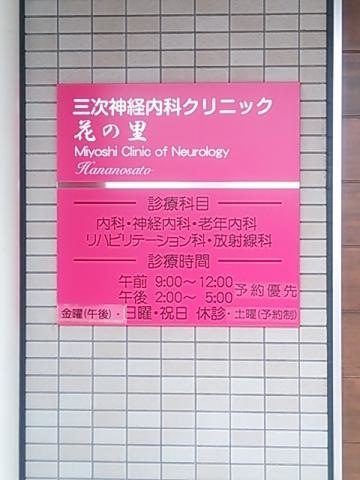 三次神経内科クリニック
花の里
Miyoshi Clinic of Neurology
Hananosato
診療科目
内科・神経内科・老年内科
リハビリテーション科・放射線科
診療時間
午前 9:00～12:00
午後 2:00～ 5:00
予約優先
金曜(午後)・日曜・祝日 休診・土曜(予約制)